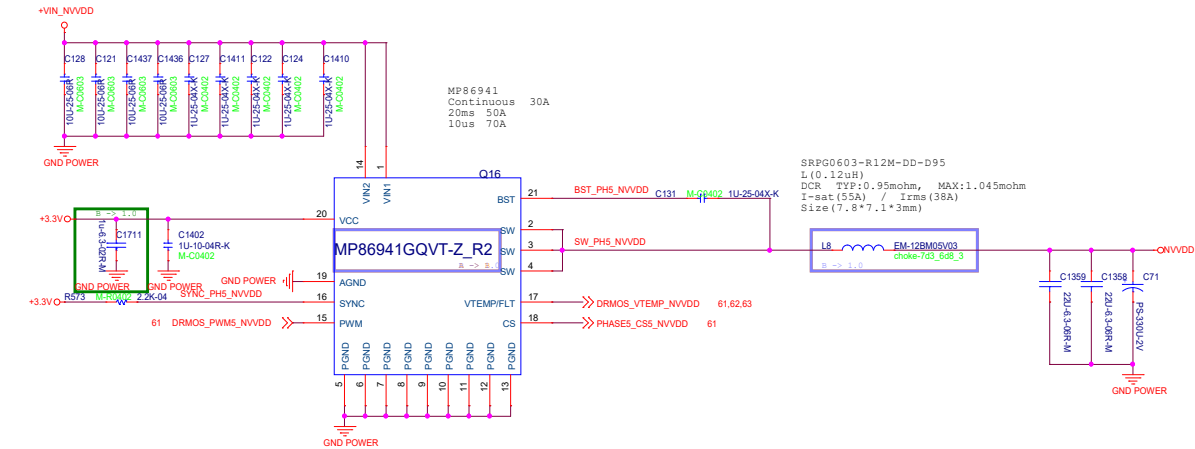 +VIN_NVVDD
C128
C121
C1437
C1436
C127
C1411
C122
C124
C1410
10U-25-06R
M-C0603
10U-25-06R
M-C0603
10U-25-06R
M-C0603
10U-25-06R
M-C0603
1U-25-04X-K
M-C0402
1U-25-04X-K
M-C0402
1U-25-04X-K
M-C0402
1U-25-04X-K
M-C0402
1U-25-04X-K
M-C0402
GND POWER
MP86941
Continuous 30A
20ms 50A
10us 70A
SRPG0603-R12M-DD-D95
L(0.12uH)
DCR TYP:0.95mohm, MAX:1.045mohm
I-sat(55A) / Irms(38A)
Size(7.8*7.1*3mm)
14
1
Q16
VIN2
VIN1
BST
21
BST_PH5_NVVDD
C131
M-C0402
1U-25-04X-K
+3.3V
B -> 1.0
1u-6.3-02R-M
C1711
C1402
1U-10-04R-K
M-C0402
GND POWER
GND POWER
20
VCC
MP86941GQVT-Z_R2
B -> B.0
SW
2
SW
3
SW_PH5_NVVDD
SW
4
L8
EM-12BM05V03
choke-7d3_6d8_3
B -> 1.0
NVVDD
GND POWER
19
AGND
+3.3V
R573
M-R0402
2.2K-04
SYNC_PH5_NVVDD
16
SYNC
VTEMP/FLT
17
DRMOS_VTEMP_NVVDD
61,62,63
61
DRMOS_PWM5_NVVDD
15
PWM
CS
18
PHASE5_CS5_NVVDD
61
C1359
C1358
C71
22U-6.3-06R-M
22U-6.3-06R-M
PS-330U-2V
GND POWER
PGND
PGND
PGND
PGND
PGND
PGND
PGND
PGND
PGND
5
6
7
8
9
10
11
12
13
GND POWER